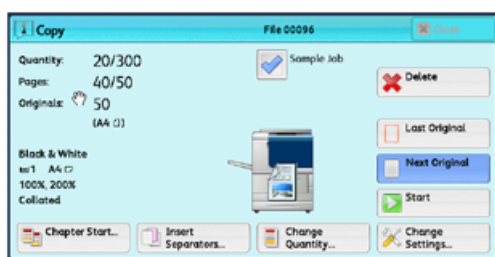 Copy
File 00096
Close
Quantity: 20/300
Pages: 40/50
Originals: 50
(A4)
Sample Job
Delete
Last Original
Next Original
Start
Black & White
1 A4
100%, 200%
Collated
Chapter Start...
Insert Separators...
Change Quantity...
Change Settings...